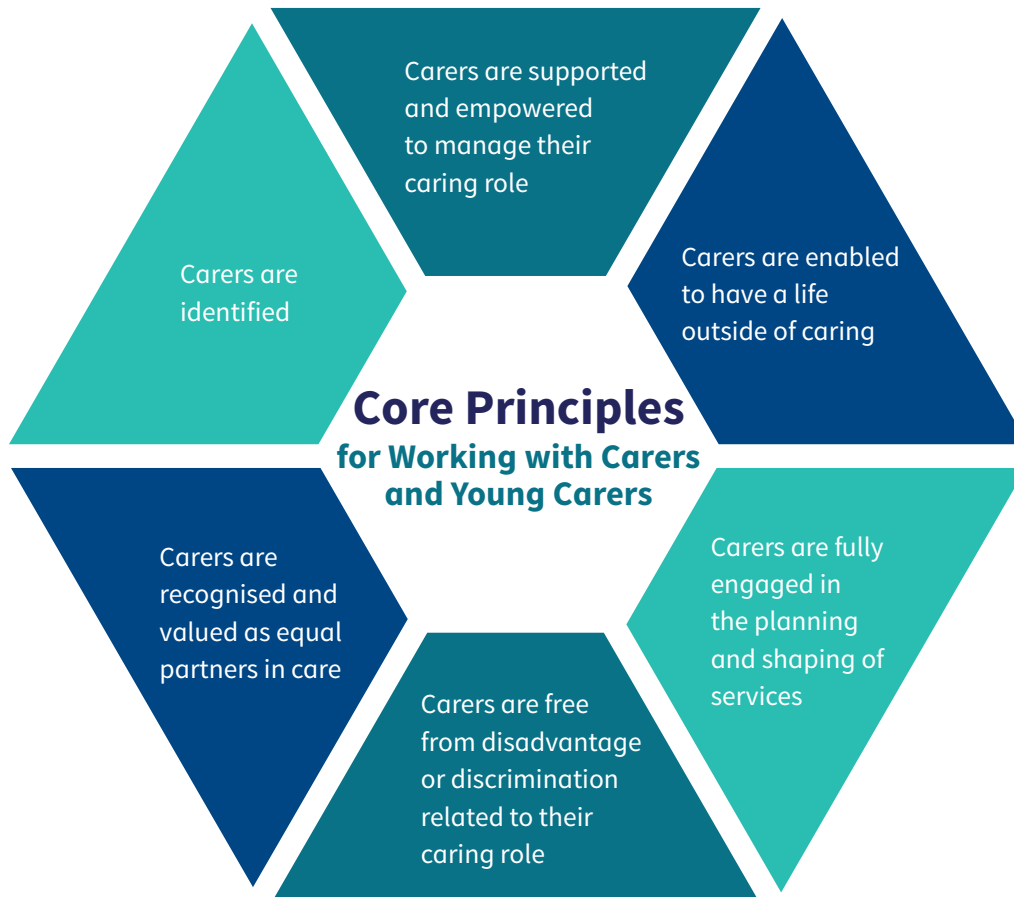 Carers are supported
and empowered
to manage their
caring role
Carers are
identified
Carers are enabled
to have a life
outside of caring
Core Principles
for Working with Carers
and Young Carers
Carers are
recognised and
valued as equal
partners in care
Carers are fully
engaged in
the planning
and shaping of
services
Carers are free
from disadvantage
or discrimination
related to their
caring role